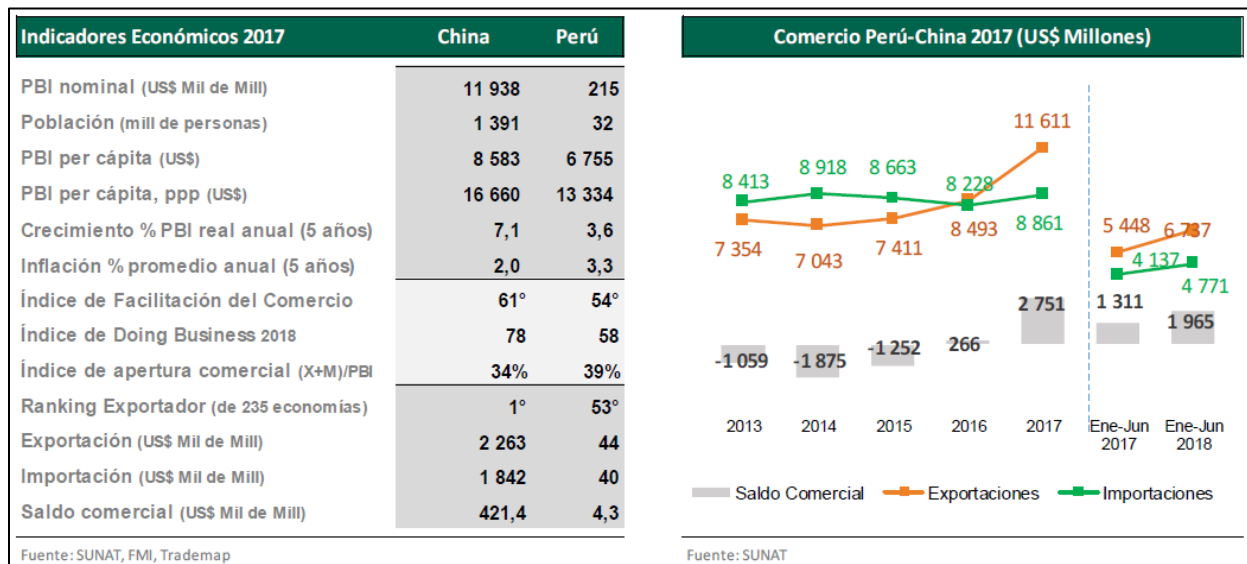 Indicadores Económicos 2017 China Perú
PBI nominal (US$ Mil de Mill) 11 938 215
Población (mill de personas) 1 391 32
PBI per cápita (US$) 8 583 6 755
PBI per cápita, ppp (US$) 16 660 13 334
Crecimiento % PBI real anual (5 años) 7,1 3,6
Inflación % promedio anual (5 años) 2,0 3,3
Índice de Facilitación del Comercio 61° 54°
Índice de Doing Business 2018 78 58
Índice de apertura comercial (X+M)/PBI 34% 39%
Ranking Exportador (de 235 economías) 1° 53°
Exportación (US$ Mil de Mill) 2 263 44
Importación (US$ Mil de Mill) 1 842 40
Saldo comercial (US$ Mil de Mill) 421,4 4,3
Fuente: SUNAT, FMI, Trademap
Comercio Perú-China 2017 (US$ Millones)
11 611
8 413 8 918 8 663 8 228
7 354 7 043 7 411 8 493 8 861
5 448 6 737
4 137 4 771
-1 059 -1 875 -1 252 266 2 751 1 311 1 965
2013 2014 2015 2016 2017 Ene-Jun 2017 Ene-Jun 2018
Saldo Comercial Exportaciones Importaciones
Fuente: SUNAT